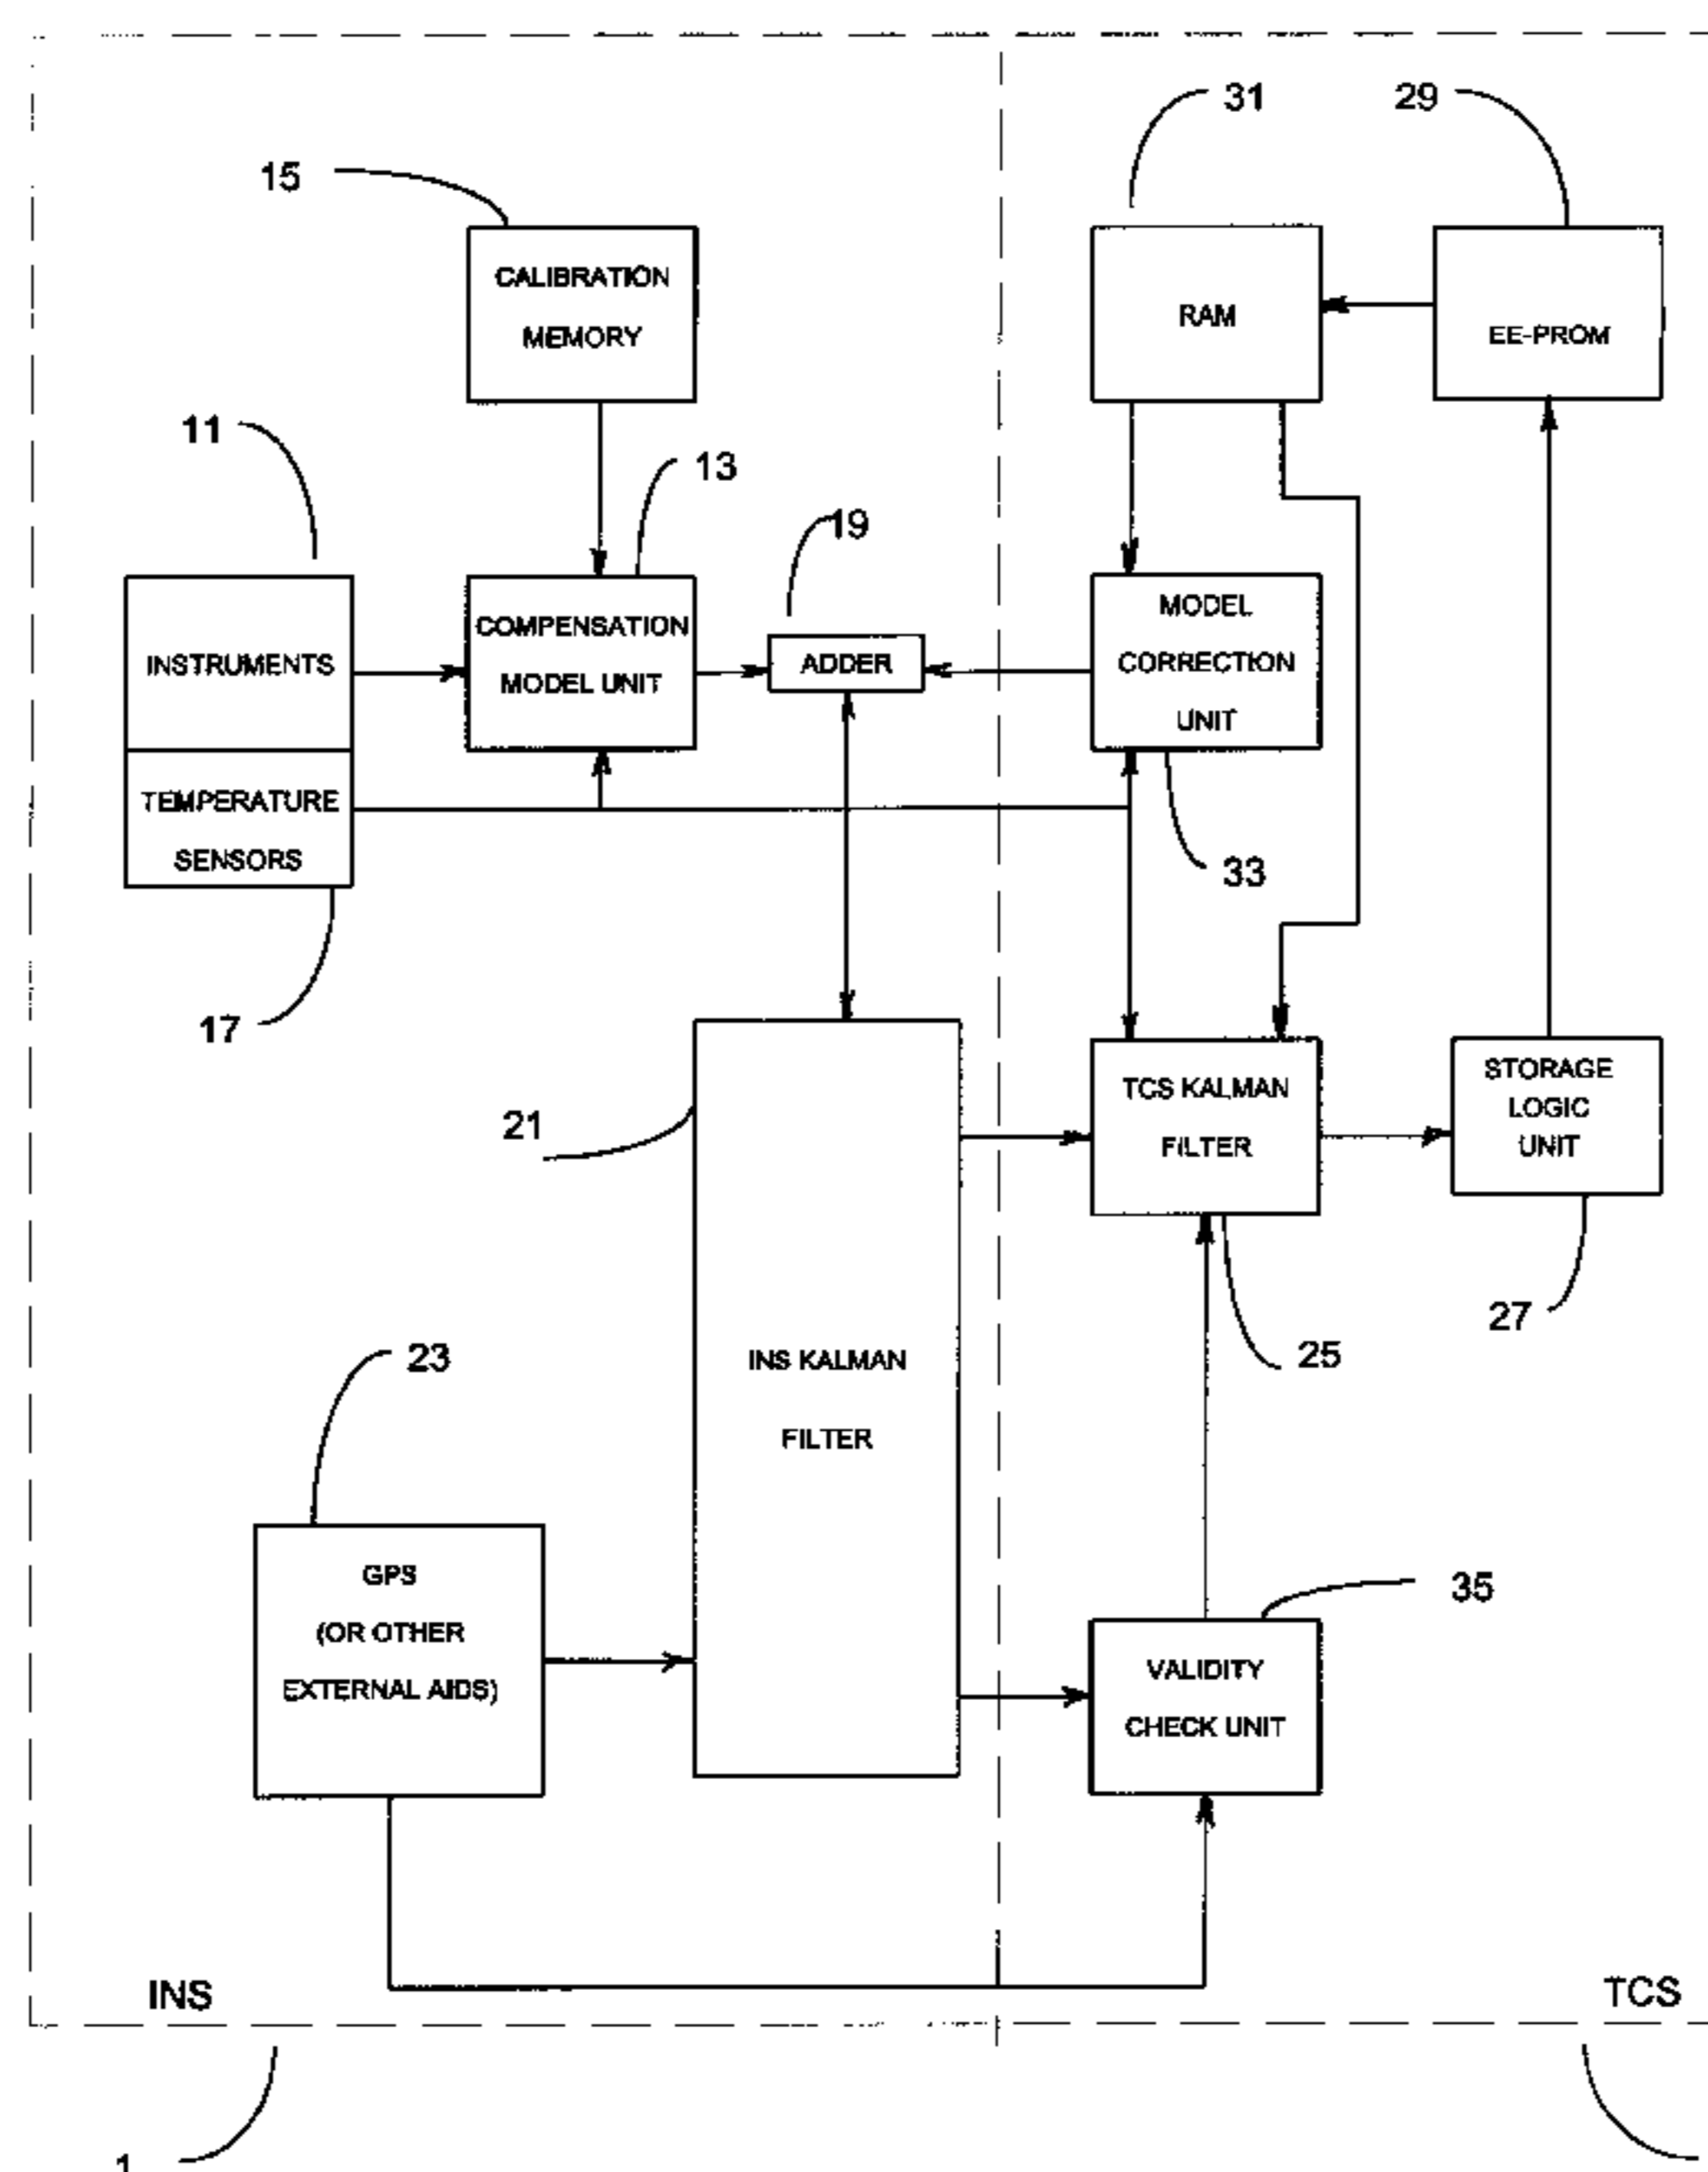 31
29
15
CALIBRATION
MEMORY
RAM
EE-PROM
11
13
19
INSTRUMENTS
COMPENSATION
MODEL UNIT
ADDER
MODEL
CORRECTION
UNIT
TEMPERATURE
SENSORS
33
17
21
TCS KALMAN
FILTER
STORAGE
LOGIC
UNIT
27
25
23
INS KALMAN
FILTER
GPS
(OR OTHER
EXTERNAL AIDS)
35
VALIDITY
CHECK UNIT
INS
TCS
1